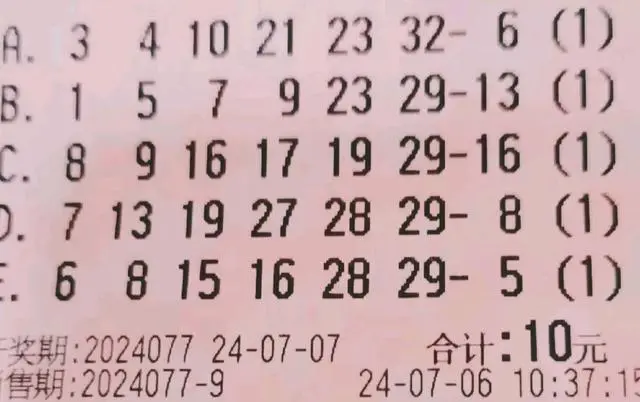 A. 3 4 10 21 23 32- 6 (1)
B. 1 5 7 9 23 29-13 (1)
C. 8 9 16 17 19 29-16 (1)
D. 7 13 19 27 28 29- 8 (1)
E. 6 8 15 16 28 29- 5 (1)
开奖期:2024077 24-07-07 合计:10元
销售期:2024077-9 24-07-06 10:37:15